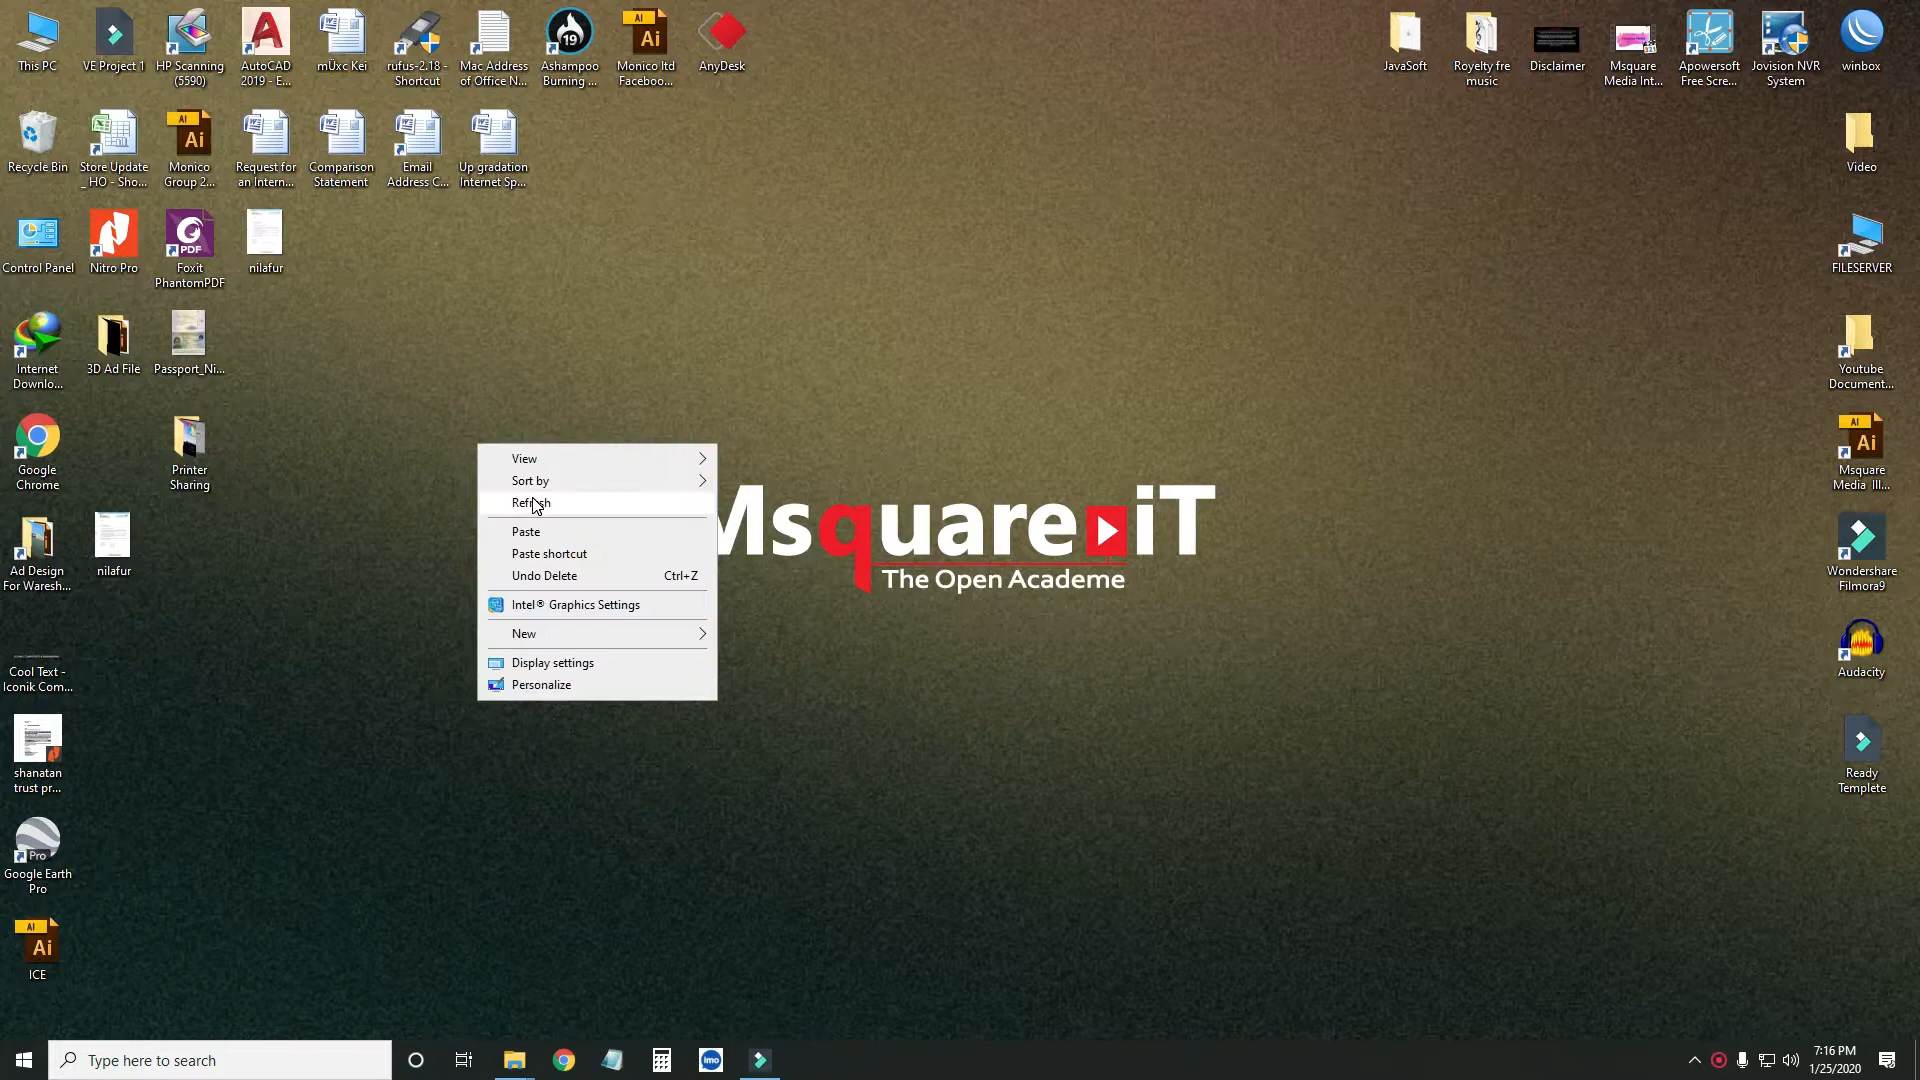 This PC
VE Project 1
HP Scanning
(5590)
AutoCAD
2019 - E...
mÜxc Kei
rufus-2.18 -
Shortcut
Mac Address
of Office N...
Ashampoo
Burning ...
Monico ltd
Faceboo...
AnyDesk
JavaSoft
Royelty fre
music
Disclaimer
Msquare
Media Int...
Apowersoft
Free Scre...
Jovision NVR
System
winbox
Recycle Bin
Store Update
_ HO - Sho...
Monico
Group 2...
Request for
an Intern...
Comparison
Statement
Email
Address C...
Up gradation
Internet Sp...
Video
Control Panel
Nitro Pro
Foxit
PhantomPDF
nilafur
FILESERVER
Internet
Downlo...
3D Ad File
Passport_Ni...
Youtube
Document...
Google
Chrome
Printer
Sharing
Msquare
Media Ill...
Ad Design
For Waresh...
nilafur
Wondershare
Filmora9
Cool Text -
Iconik Com...
Audacity
shanatan
trust pr...
Ready
Templete
Google Earth
Pro
ICE
View
Sort by
Refresh
Paste
Paste shortcut
Undo Delete Ctrl+Z
Intel® Graphics Settings
New
Display settings
Personalize
Msquare iT
The Open Academe
Type here to search
imo
7:16 PM
1/25/2020